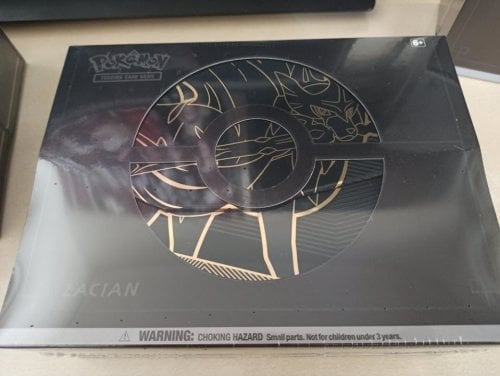 POKÉMON
TRADING CARD GAME
6+
ZACIAN
WARNING: CHOKING HAZARD Small parts. Not for children under 3 years.